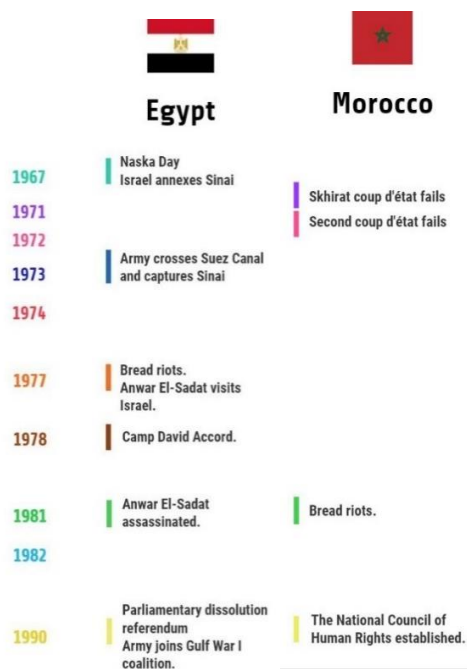 Egypt
Morocco
1967
Naska Day
Israel annexes Sinai
1971
Skhirat coup d'état fails
1972
Second coup d'état fails
1973
Army crosses Suez Canal
and captures Sinai
1974
1977
Bread riots.
Anwar El-Sadat visits
Israel.
1978
Camp David Accord.
1981
Anwar El-Sadat
assassinated.
Bread riots.
1982
1990
Parliamentary dissolution
referendum
Army joins Gulf War I
coalition.
The National Council of
Human Rights established.